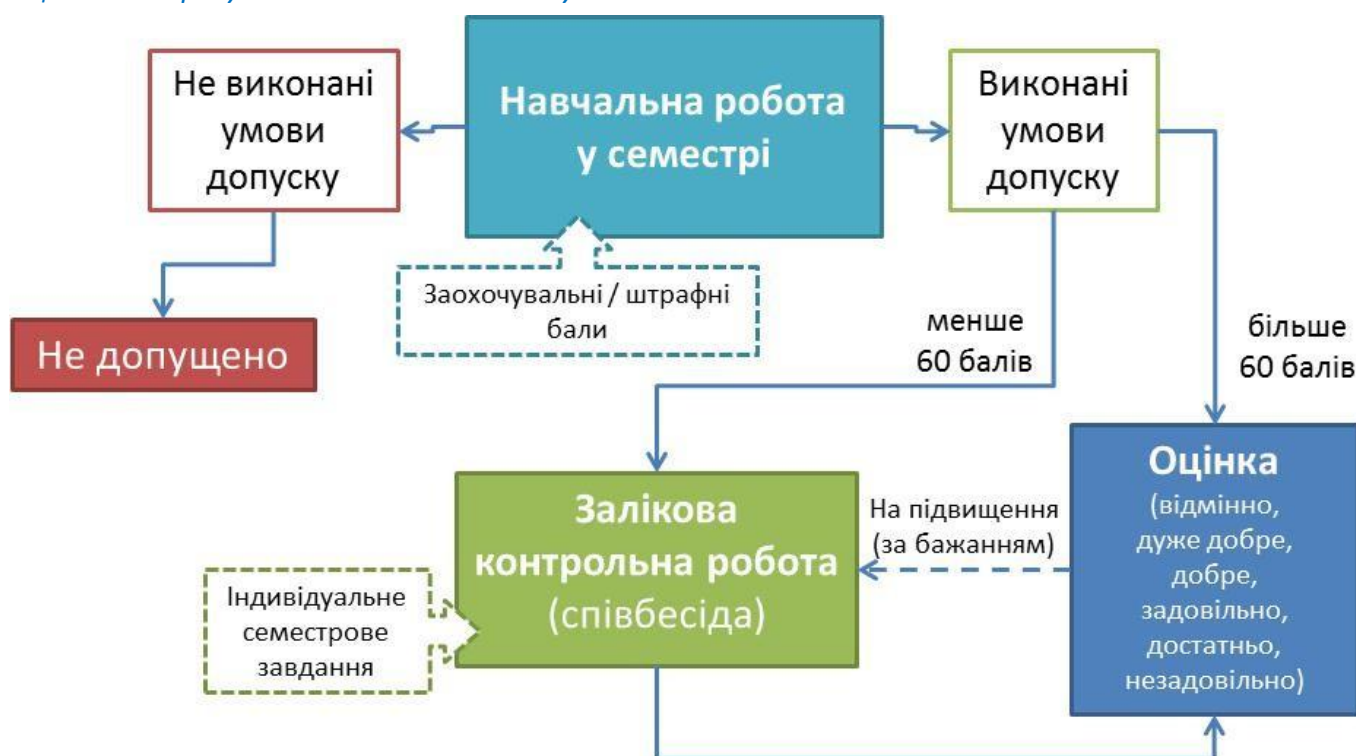 Не виконані
умови
допуску
Навчальна робота
у семестрі
Виконані
умови
допуску
Заохочувальні / штрафні
бали
Не допущено
менше
60 балів
більше
60 балів
Залікова
контрольна робота
(співбесіда)
На підвищення
(за бажанням)
Оцінка
(відмінно,
дуже добре,
добре,
задовільно,
достатньо,
незадовільно)
Індивідуальне
семестрове
завдання